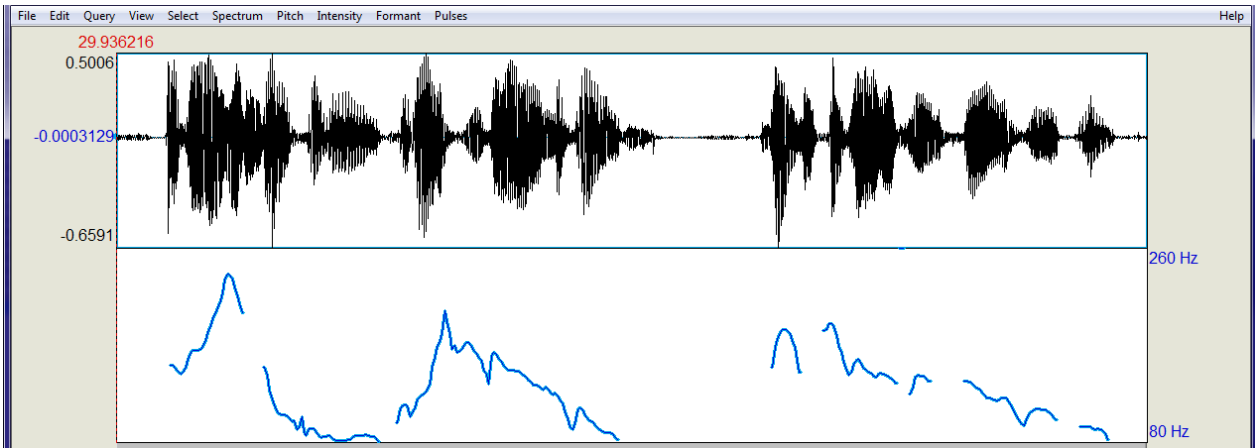 File Edit Query View Select Spectrum Pitch Intensity Formant Pulses Help
29.936216
0.5006
-0.0003129
-0.6591
260 Hz
80 Hz